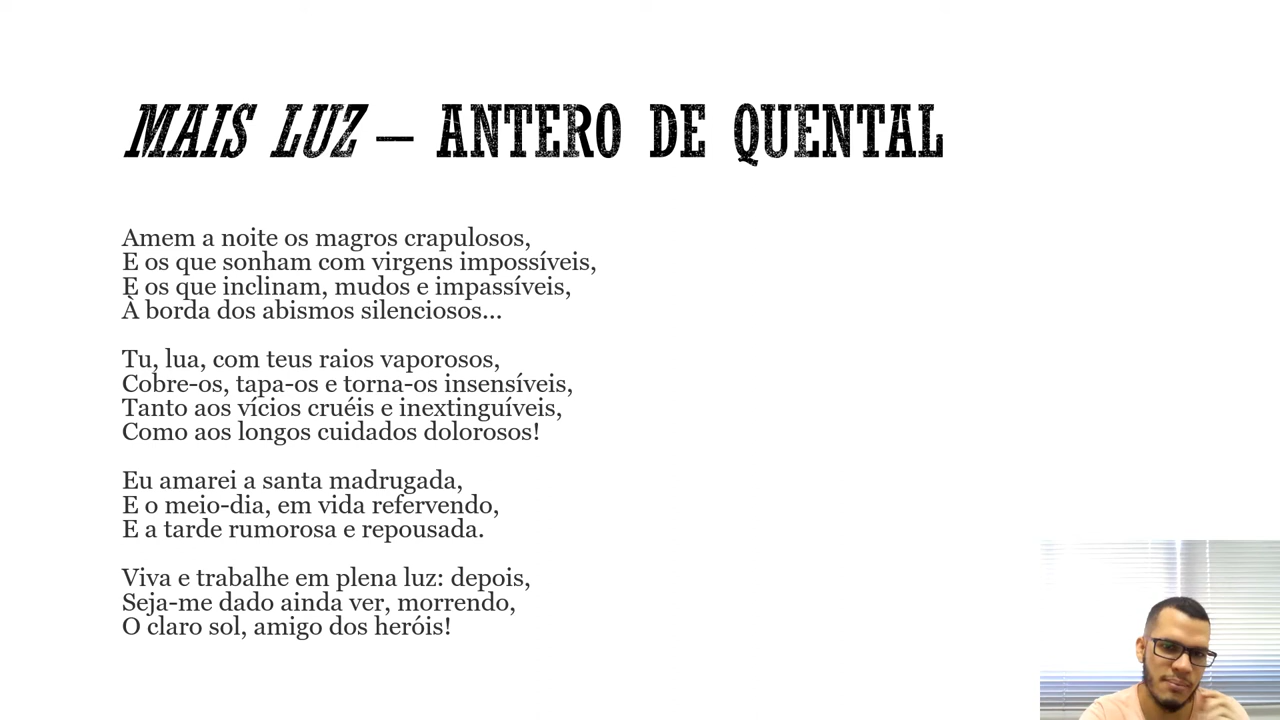 MAIS LUZ – ANTERO DE QUENTAL
Amem a noite os magros crapulosos,
E os que sonham com virgens impossíveis,
E os que inclinam, mudos e impassíveis,
À borda dos abismos silenciosos...
Tu, lua, com teus raios vaporosos,
Cobre-os, tapa-os e torna-os insensíveis,
Tanto aos vícios cruéis e inextinguíveis,
Como aos longos cuidados dolorosos!
Eu amarei a santa madrugada,
E o meio-dia, em vida refervendo,
E a tarde rumorosa e repousada.
Viva e trabalhe em plena luz: depois,
Seja-me dado ainda ver, morrendo,
O claro sol, amigo dos heróis!